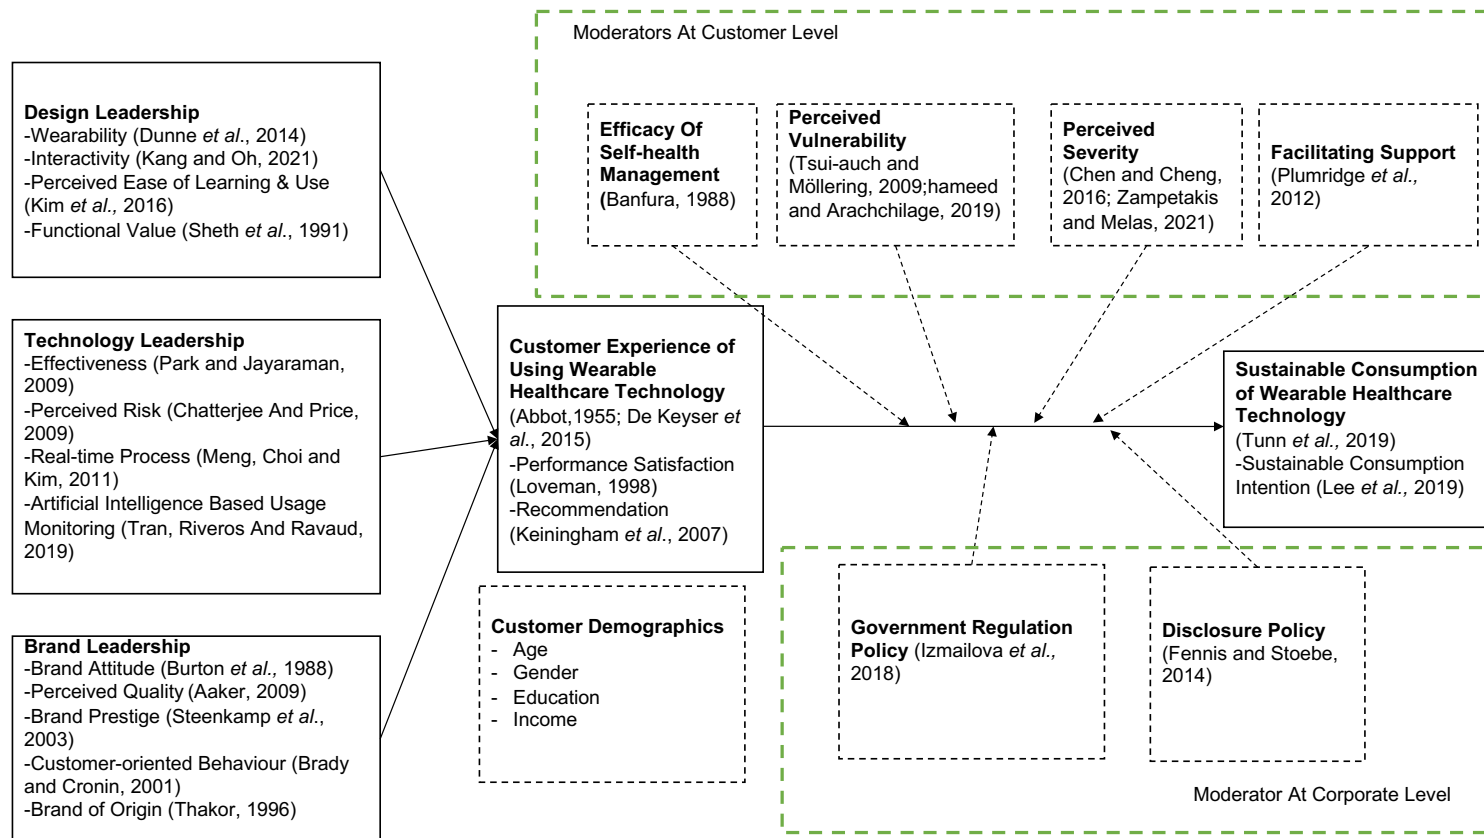 Moderators At Customer Level
Design Leadership
-Wearability (Dunne et al., 2014)
-Interactivity (Kang and Oh, 2021)
-Perceived Ease of Learning & Use
(Kim et al., 2016)
-Functional Value (Sheth et al., 1991)
Efficacy Of
Self-health
Management
(Banfura, 1988)
Perceived
Vulnerability
(Tsui-auch and
Möllering, 2009;hameed
and Arachchilage, 2019)
Perceived
Severity
(Chen and Cheng,
2016; Zampetakis
and Melas, 2021)
Facilitating Support
(Plumridge et al.,
2012)
Technology Leadership
-Effectiveness (Park and Jayaraman,
2009)
-Perceived Risk (Chatterjee And Price,
2009)
-Real-time Process (Meng, Choi and
Kim, 2011)
-Artificial Intelligence Based Usage
Monitoring (Tran, Riveros And Ravaud,
2019)
Customer Experience of
Using Wearable
Healthcare Technology
(Abbot,1955; De Keyser et
al., 2015)
-Performance Satisfaction
(Loveman, 1998)
-Recommendation
(Keiningham et al., 2007)
Sustainable Consumption
of Wearable Healthcare
Technology
(Tunn et al., 2019)
-Sustainable Consumption
Intention (Lee et al., 2019)
Brand Leadership
-Brand Attitude (Burton et al., 1988)
-Perceived Quality (Aaker, 2009)
-Brand Prestige (Steenkamp et al.,
2003)
-Customer-oriented Behaviour (Brady
and Cronin, 2001)
-Brand of Origin (Thakor, 1996)
Customer Demographics
- Age
- Gender
- Education
- Income
Government Regulation
Policy (Izmailova et al.,
2018)
Disclosure Policy
(Fennis and Stoebe,
2014)
Moderator At Corporate Level